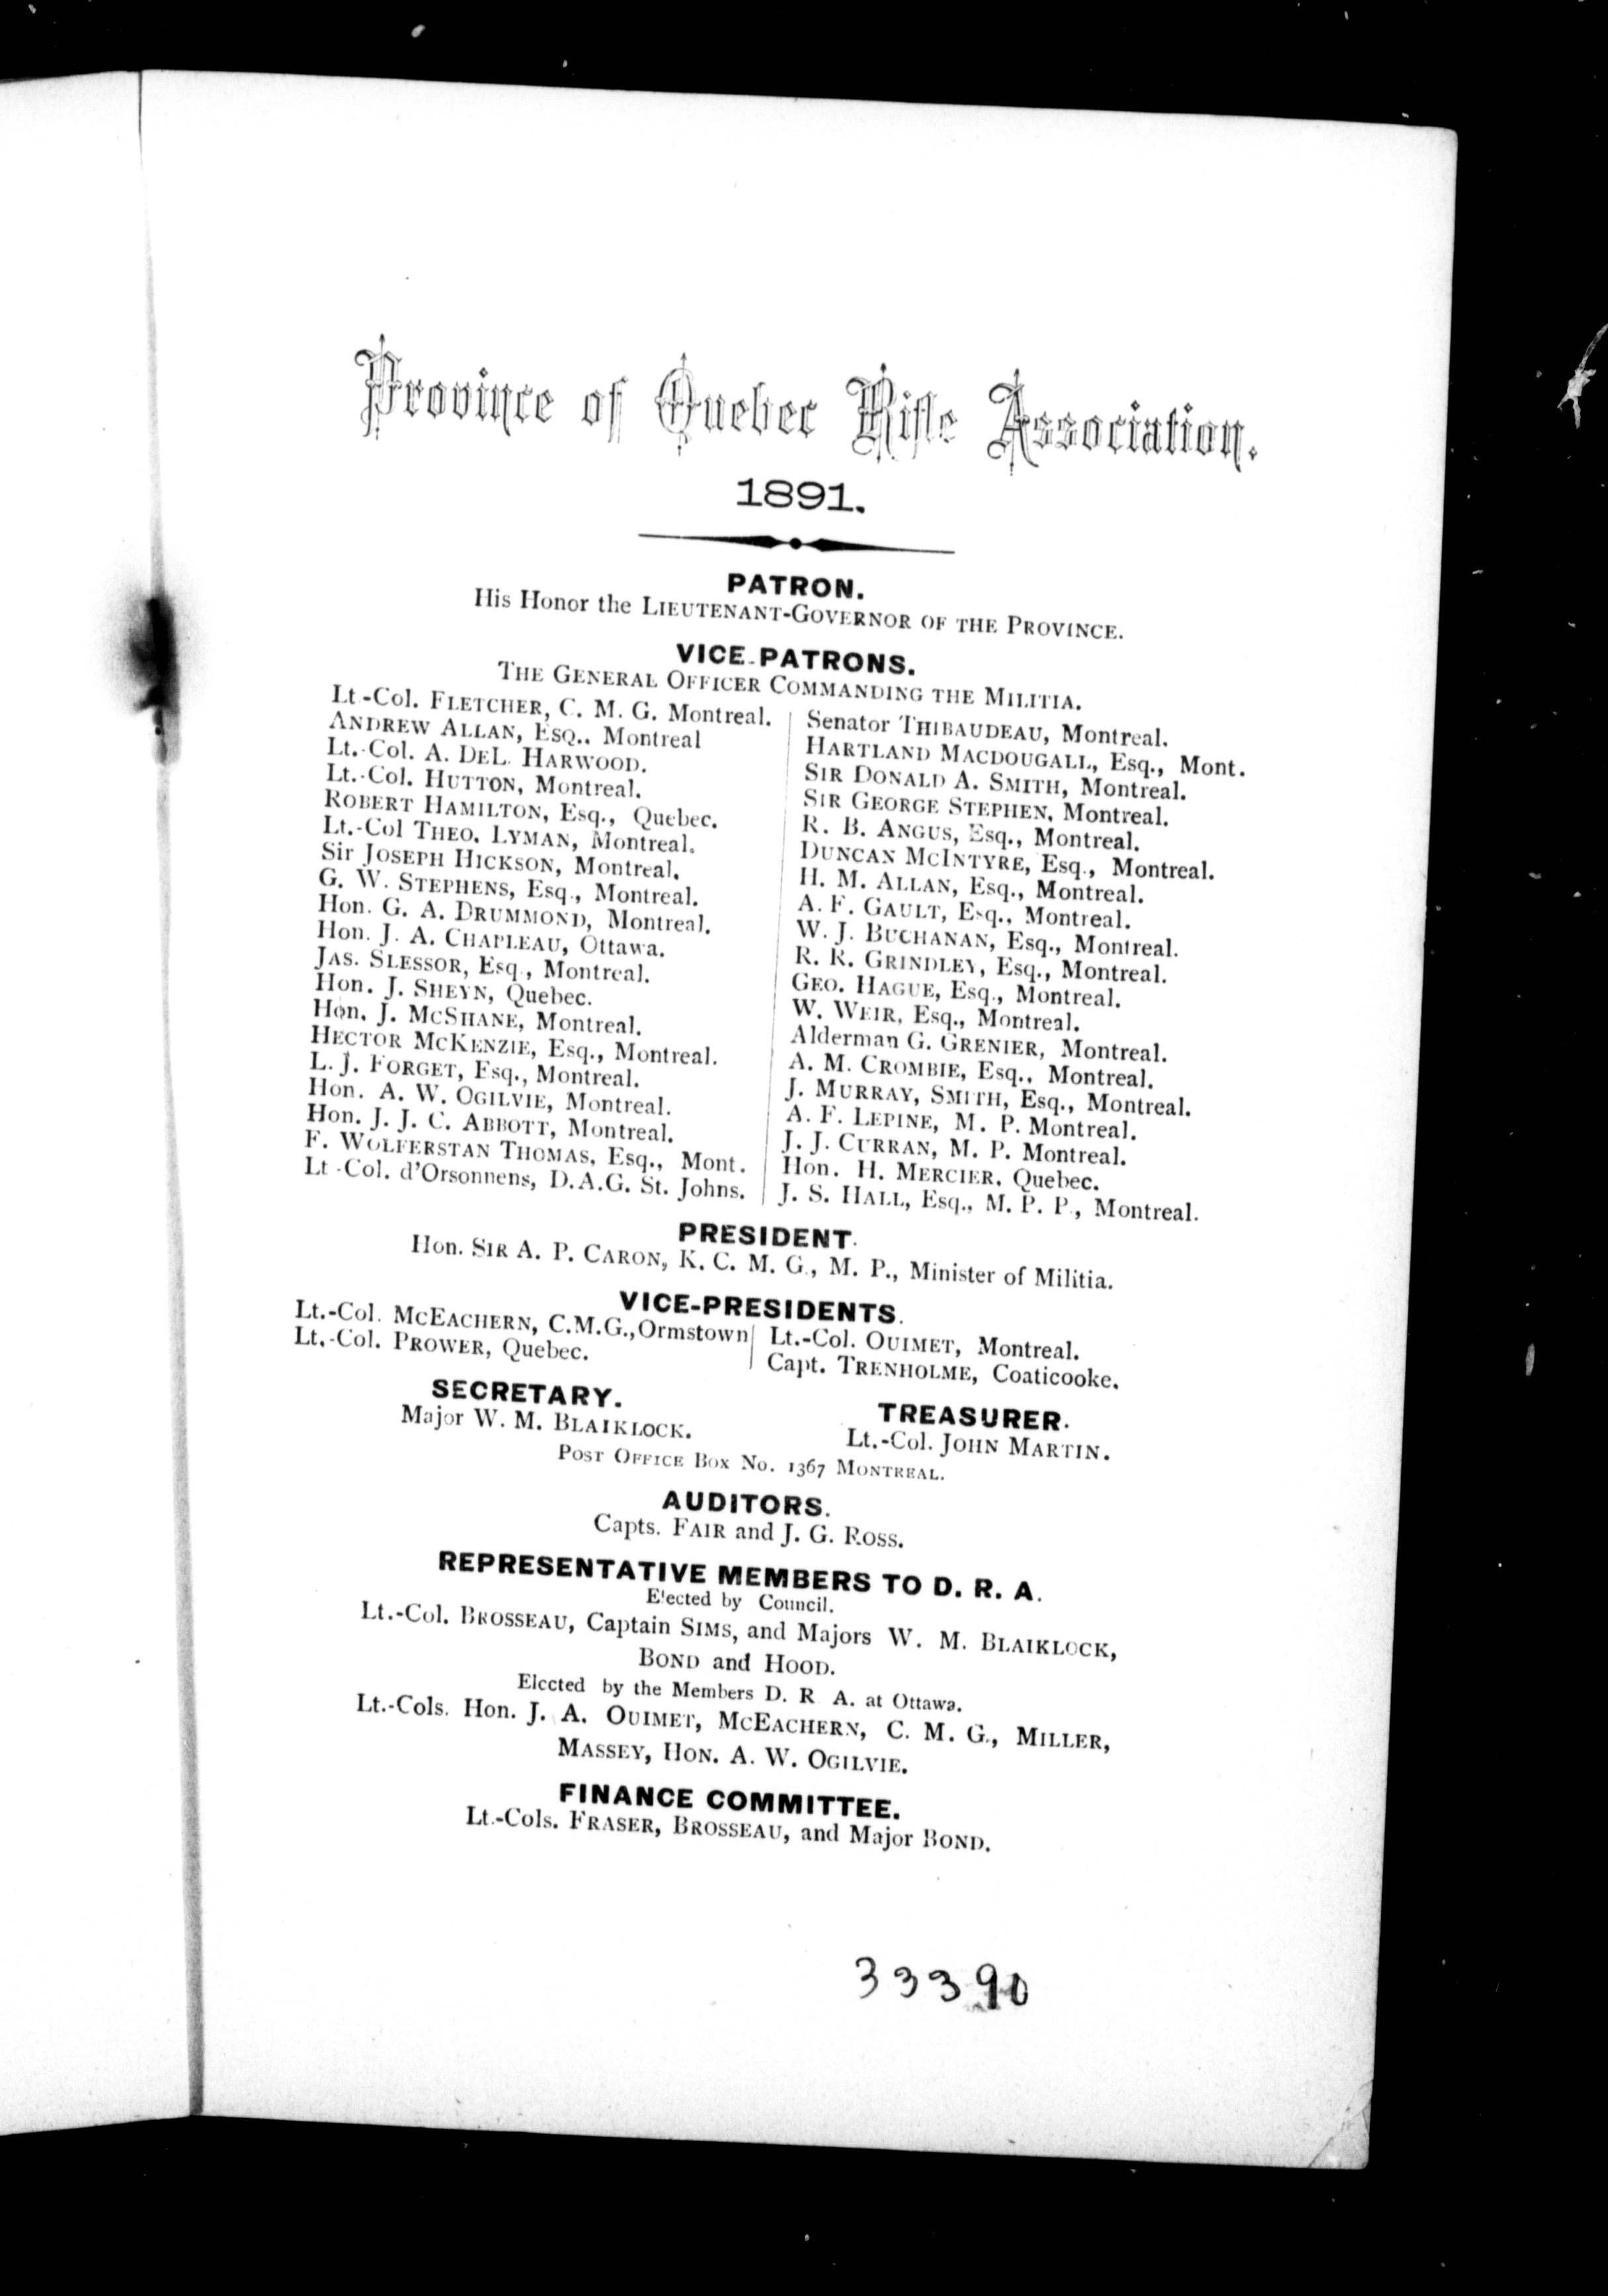 Province of Quebec Rifle Association.
1891.
PATRON.
His Honor the LIEUTENANT-GOVERNOR OF THE PROVINCE.
VICE-PATRONS.
THE GENERAL OFFICER COMMANDING THE MILITIA.
Lt.-Col. FLETCHER, C. M. G. Montreal.
ANDREW ALLAN, ESQ.. Montreal
Lt.-Col. A. DEL. HARWOOD.
Lt.-Col. HUTTON, Montreal.
ROBERT HAMILTON, Esq., Quebec.
Lt.-Col THEO. LYMAN, Montreal.
Sir JOSEPH HICKSON, Montreal.
G. W. STEPHENS, Esq., Montreal.
Hon. G. A. DRUMMOND, Montreal.
Hon. J. A. CHAPLEAU, Ottawa.
JAS. SLESSOR, Esq., Montreal.
Hon. J. SHEYN, Quebec.
Hon. J. MCSHANE, Montreal.
HECTOR MCKENZIE, Esq., Montreal.
L. J. FORGET, Esq., Montreal.
Hon. A. W. OGILVIE, Montreal.
Hon. J. J. C. ABBOTT, Montreal.
F. WOLFERSTAN THOMAS, Esq., Mont.
Lt.-Col. d'Orsonnens, D.A.G. St. Johns.
Senator THIBAUDEAU, Montreal.
HARTLAND MACDOUGALL, Esq., Mont.
SIR DONALD A. SMITH, Montreal.
SIR GEORGE STEPHEN, Montreal.
R. B. ANGUS, Esq., Montreal.
DUNCAN MCINTYRE, Esq., Montreal.
H. M. ALLAN, Esq., Montreal.
A. F. GAULT, Esq., Montreal.
W. J. BUCHANAN, Esq., Montreal.
R. R. GRINDLEY, Esq., Montreal.
GEO. HAGUE, Esq., Montreal.
W. WEIR, Esq., Montreal.
Alderman G. GRENIER, Montreal.
A. M. CROMBIE, Esq., Montreal.
J. MURRAY, SMITH, Esq., Montreal.
A. F. LEPINE, M. P. Montreal.
J. J. CURRAN, M. P. Montreal.
Hon. H. MERCIER. Quebec.
J. S. HALL, Esq., M. P. P., Montreal.
PRESIDENT.
Hon. SIR A. P. CARON, K. C. M. G., M. P., Minister of Militia.
VICE-PRESIDENTS.
Lt.-Col. MCEACHERN, C.M.G., Ormstown
Lt.-Col. PROWER, Quebec.
Lt.-Col. OUIMET, Montreal.
Capt. TRENHOLME, Coaticooke.
SECRETARY.
Major W. M. BLAIKLOCK.
TREASURER.
Lt.-Col. JOHN MARTIN.
POST OFFICE BOX NO. 1367 MONTREAL.
AUDITORS.
Capts. FAIR and J. G. ROSS.
REPRESENTATIVE MEMBERS TO D. R. A.
Elected by Council.
Lt.-Col. BROSSEAU, Captain SIMS, and Majors W. M. BLAIKLOCK,
BOND and HOOD.
Elected by the Members D. R. A. at Ottawa.
Lt.-Cols. Hon. J. A. OUIMET, MCEACHERN, C. M. G., MILLER,
MASSEY, HON. A. W. OGILVIE.
FINANCE COMMITTEE.
Lt.-Cols. FRASER, BROSSEAU, and Major BOND.
33390